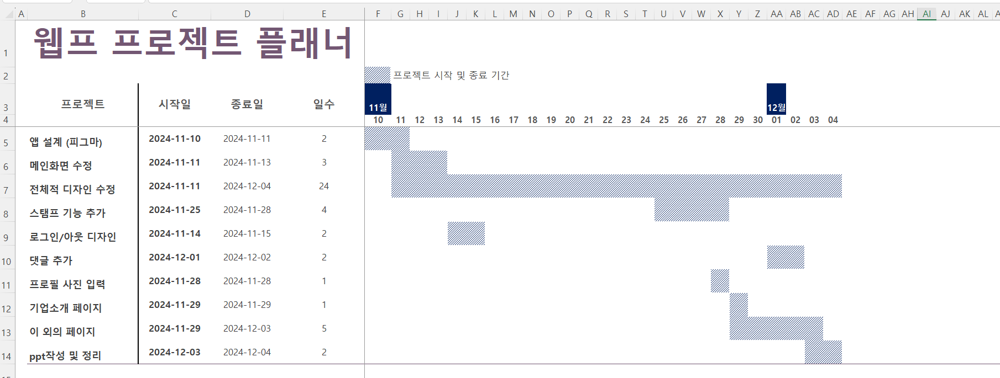 A B C D E F G H I J K L M N O P Q R S T U V W X Y Z AA AB AC AD AE AF AG AH AI AJ AK AL
1 웹프 프로젝트 플래너
2 프로젝트 시작 및 종료 기간
3 프로젝트 시작일 종료일 일수 11월 12월
4 10 11 12 13 14 15 16 17 18 19 20 21 22 23 24 25 26 27 28 29 30 01 02 03 04
5 앱 설계 (피그마) 2024-11-10 2024-11-11 2
6 메인화면 수정 2024-11-11 2024-11-13 3
7 전체적 디자인 수정 2024-11-11 2024-12-04 24
8 스탬프 기능 추가 2024-11-25 2024-11-28 4
9 로그인/아웃 디자인 2024-11-14 2024-11-15 2
10 댓글 추가 2024-12-01 2024-12-02 2
11 프로필 사진 입력 2024-11-28 2024-11-28 1
12 기업소개 페이지 2024-11-29 2024-11-29 1
13 이 외의 페이지 2024-11-29 2024-12-03 5
14 ppt작성 및 정리 2024-12-03 2024-12-04 2